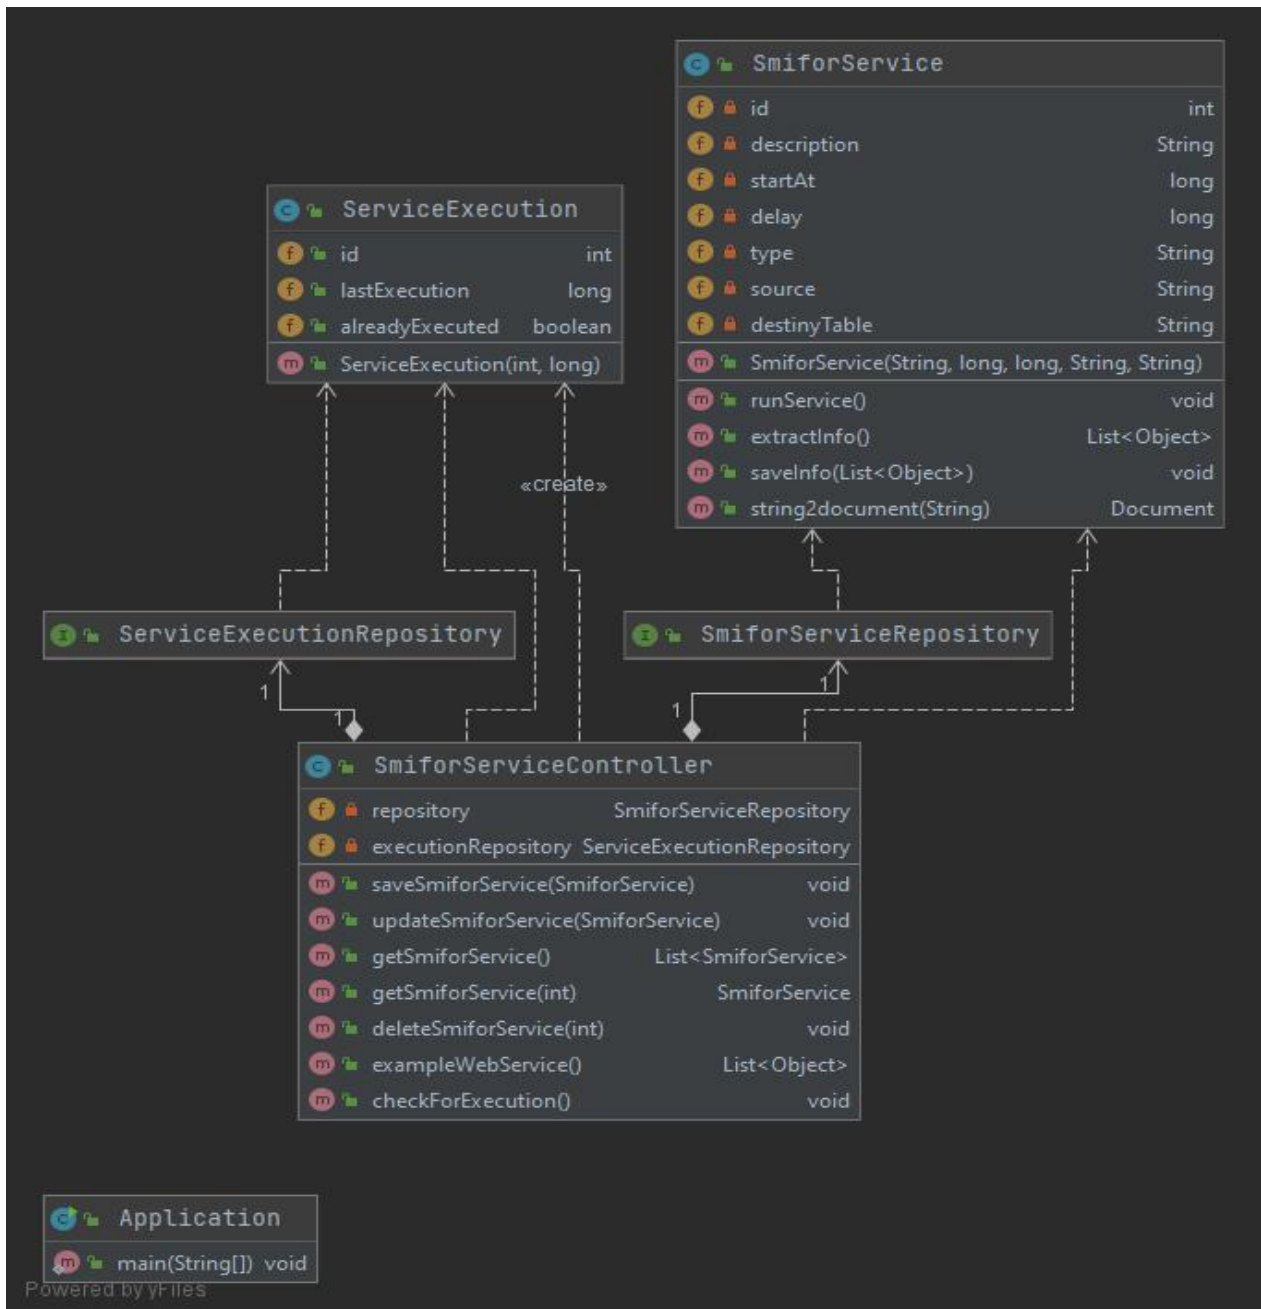 SmiforService
id int
description String
startAt long
delay long
type String
source String
destinyTable String
SmiforService(String, long, long, String, String)
runService() void
extractInfo() List<Object>
saveInfo(List<Object>) void
string2document(String) Document
ServiceExecution
id int
lastExecution long
alreadyExecuted boolean
ServiceExecution(int, long)
«create»
ServiceExecutionRepository
SmiforServiceRepository
1
1
1
1
SmiforServiceController
repository SmiforServiceRepository
executionRepository ServiceExecutionRepository
saveSmiforService(SmiforService) void
updateSmiforService(SmiforService) void
getSmiforService() List<SmiforService>
getSmiforService(int) SmiforService
deleteSmiforService(int) void
exampleWebService() List<Object>
checkForExecution() void
Application
main(String[]) void
Powered by yFiles